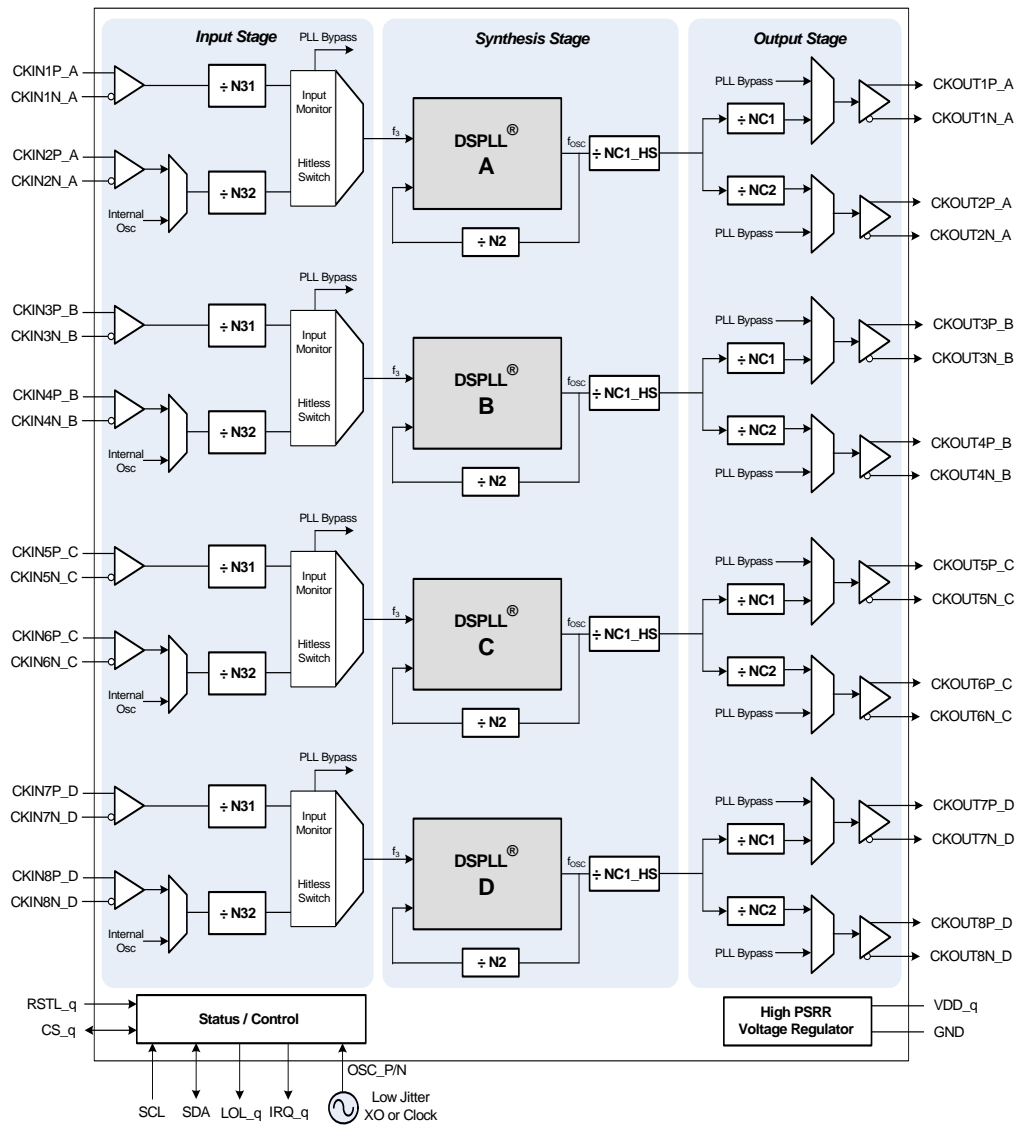 Input Stage
Synthesis Stage
Output Stage
PLL Bypass
CKIN1P_A
CKIN1N_A
÷ N31
Input
Monitor
Hitless
Switch
CKIN2P_A
CKIN2N_A
Internal
Osc
÷ N32
f3
DSPLL®
A
fOSC
÷ NC1_HS
÷ N2
PLL Bypass
÷ NC1
CKOUT1P_A
CKOUT1N_A
÷ NC2
PLL Bypass
CKOUT2P_A
CKOUT2N_A
PLL Bypass
CKIN3P_B
CKIN3N_B
÷ N31
Input
Monitor
Hitless
Switch
CKIN4P_B
CKIN4N_B
Internal
Osc
÷ N32
f3
DSPLL®
B
fOSC
÷ NC1_HS
÷ N2
PLL Bypass
÷ NC1
CKOUT3P_B
CKOUT3N_B
÷ NC2
PLL Bypass
CKOUT4P_B
CKOUT4N_B
PLL Bypass
CKIN5P_C
CKIN5N_C
÷ N31
Input
Monitor
Hitless
Switch
CKIN6P_C
CKIN6N_C
Internal
Osc
÷ N32
f3
DSPLL®
C
fOSC
÷ NC1_HS
÷ N2
PLL Bypass
÷ NC1
CKOUT5P_C
CKOUT5N_C
÷ NC2
PLL Bypass
CKOUT6P_C
CKOUT6N_C
PLL Bypass
CKIN7P_D
CKIN7N_D
÷ N31
Input
Monitor
Hitless
Switch
CKIN8P_D
CKIN8N_D
Internal
Osc
÷ N32
f3
DSPLL®
D
fOSC
÷ NC1_HS
÷ N2
PLL Bypass
÷ NC1
CKOUT7P_D
CKOUT7N_D
÷ NC2
PLL Bypass
CKOUT8P_D
CKOUT8N_D
RSTL_q
CS_q
Status / Control
High PSRR
Voltage Regulator
VDD_q
GND
SCL
SDA
LOL_q
IRQ_q
OSC_P/N
Low Jitter
XO or Clock